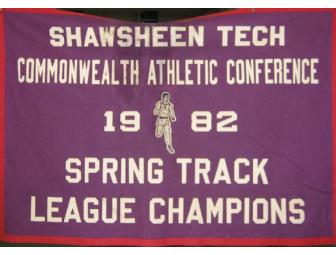 SHAWSHEEN TECH
COMMONWEALTH ATHLETIC CONFERENCE
19 82
SPRING TRACK
LEAGUE CHAMPIONS